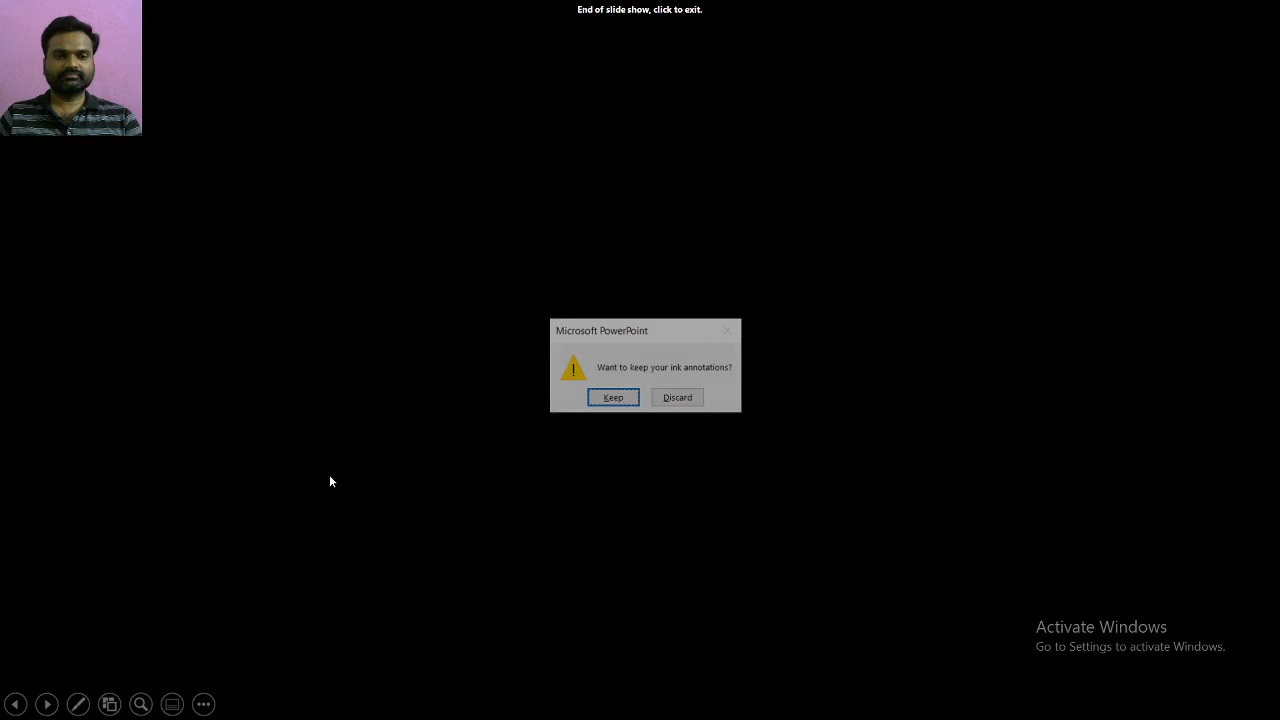 End of slide show, click to exit.
Microsoft PowerPoint
Want to keep your ink annotations?
Keep
Discard
Activate Windows
Go to Settings to activate Windows.